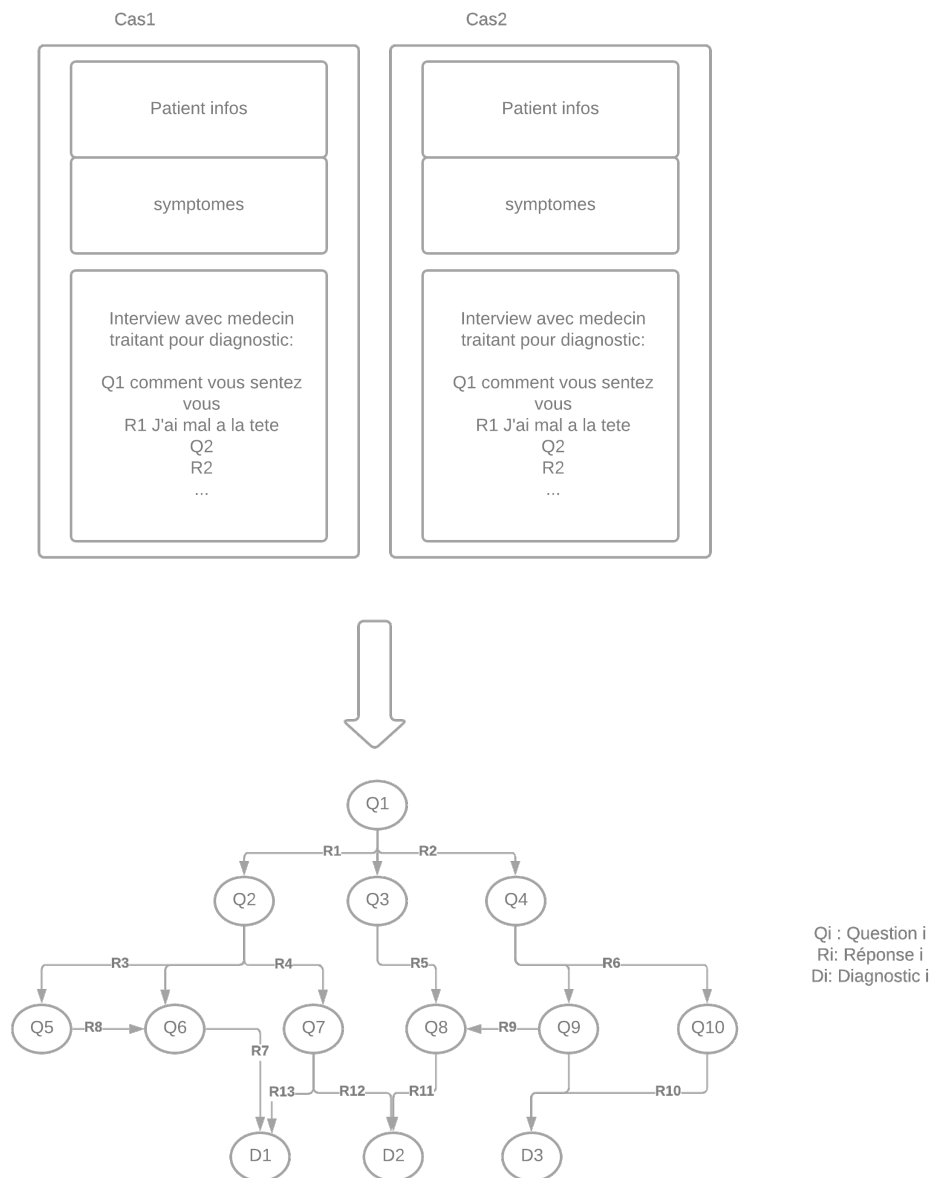 Cas1
Cas2
Patient infos
symptomes
Interview avec medecin
traitant pour diagnostic:
Q1 comment vous sentez
vous
R1 J'ai mal a la tete
Q2
R2
...
Patient infos
symptomes
Interview avec medecin
traitant pour diagnostic:
Q1 comment vous sentez
vous
R1 J'ai mal a la tete
Q2
R2
...
Q1
R1
R2
Q2
Q3
Q4
R3
R4
R5
R6
Q5
R8
Q6
Q7
Q8
R9
Q9
Q10
R7
R13
R12
R11
R10
D1
D2
D3
Qi : Question i
Ri: Réponse i
Di: Diagnostic i